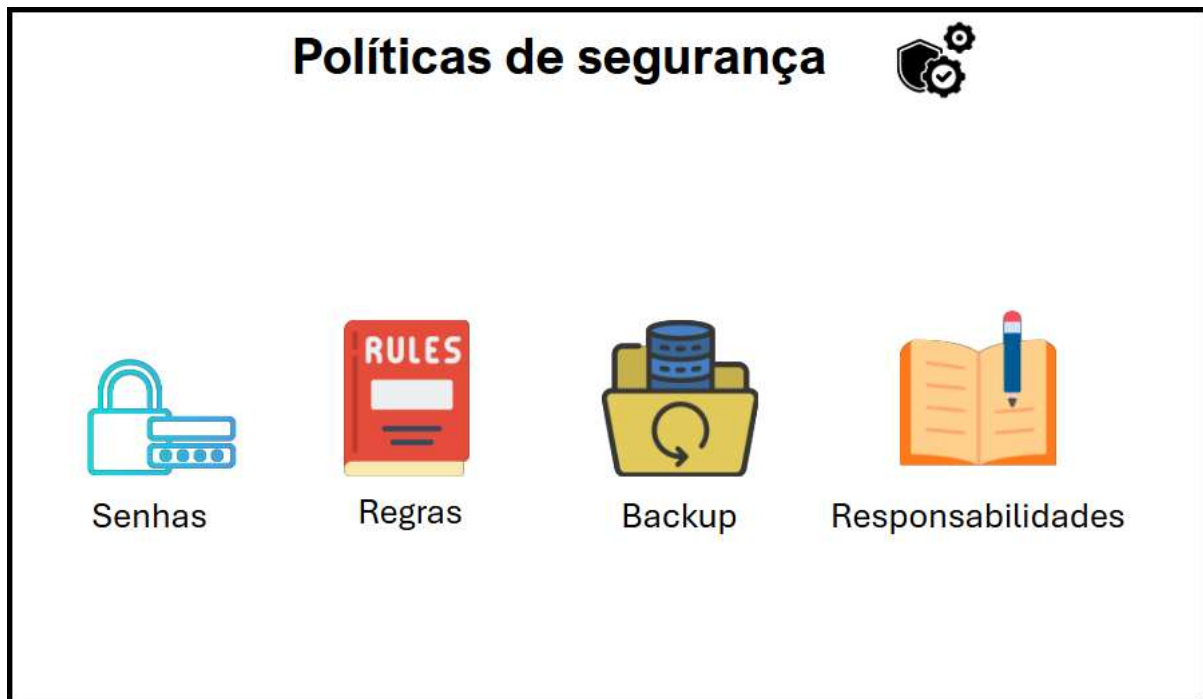 Políticas de segurança
RULES
Senhas
Regras
Backup
Responsabilidades